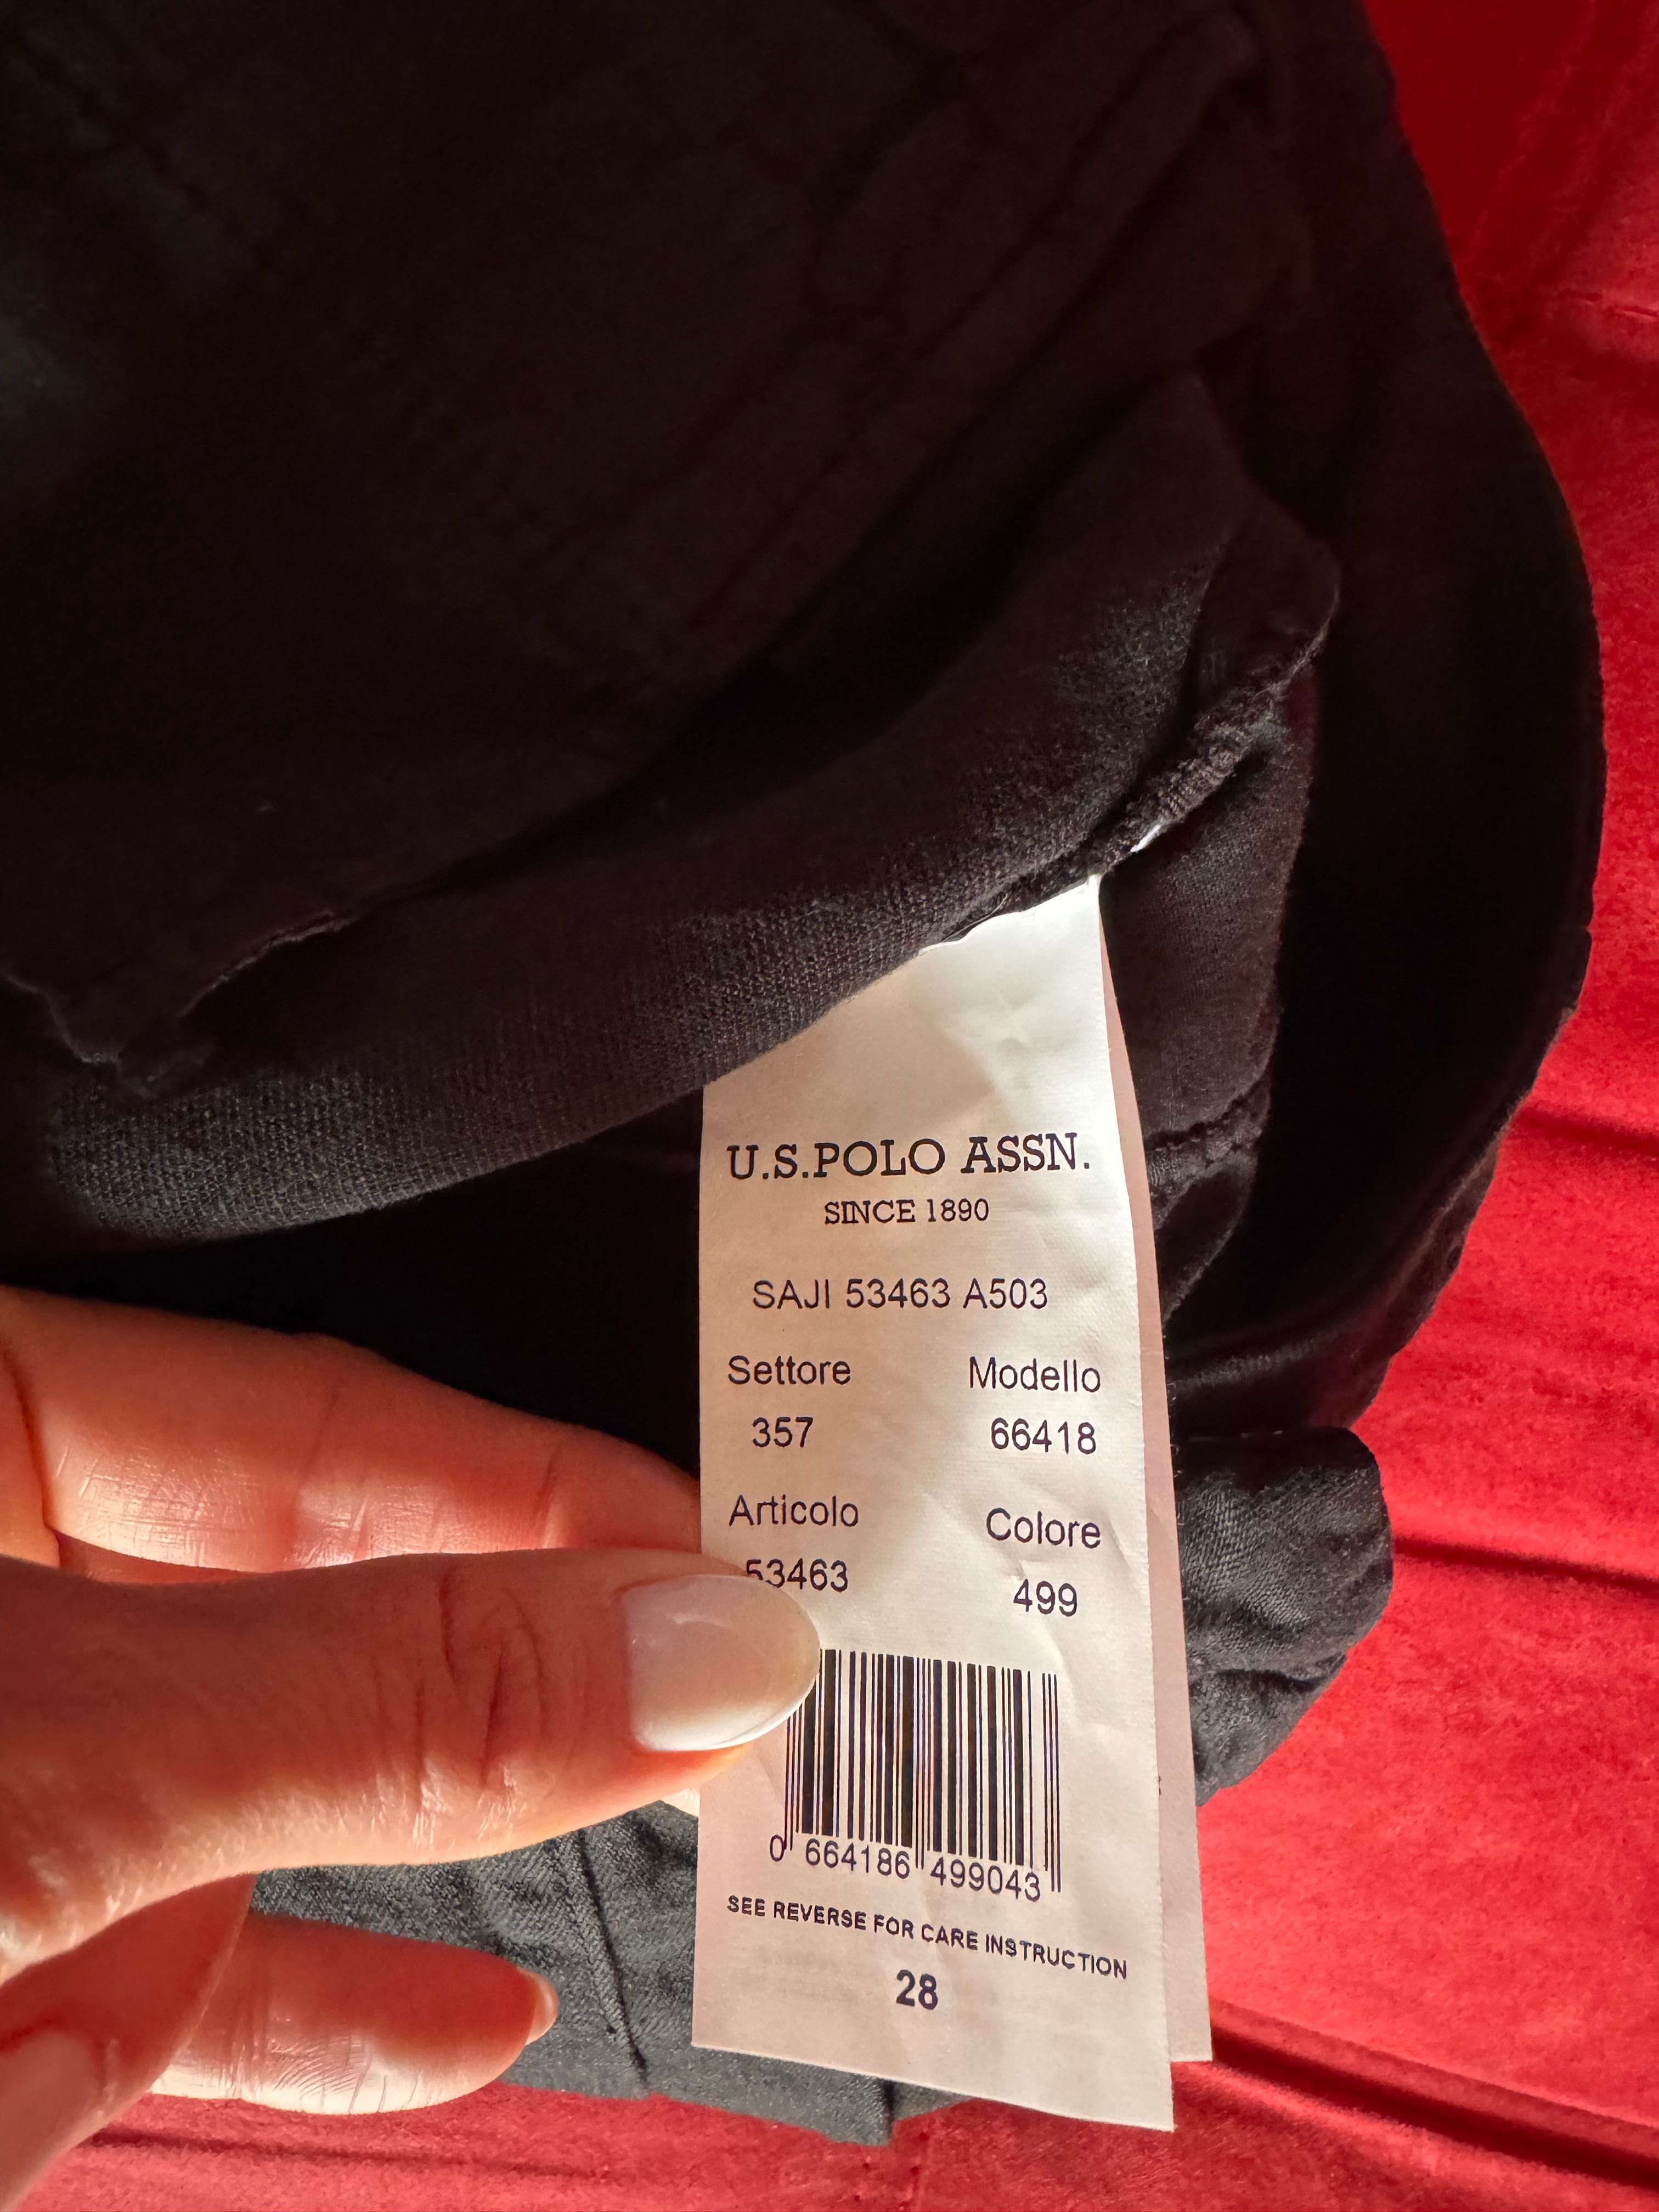 U.S.POLO ASSN.
SINCE 1890
SAJI 53463 A503
Settore Modello
357 66418
Articolo Colore
53463 499
0 664186 499043
SEE REVERSE FOR CARE INSTRUCTION
28